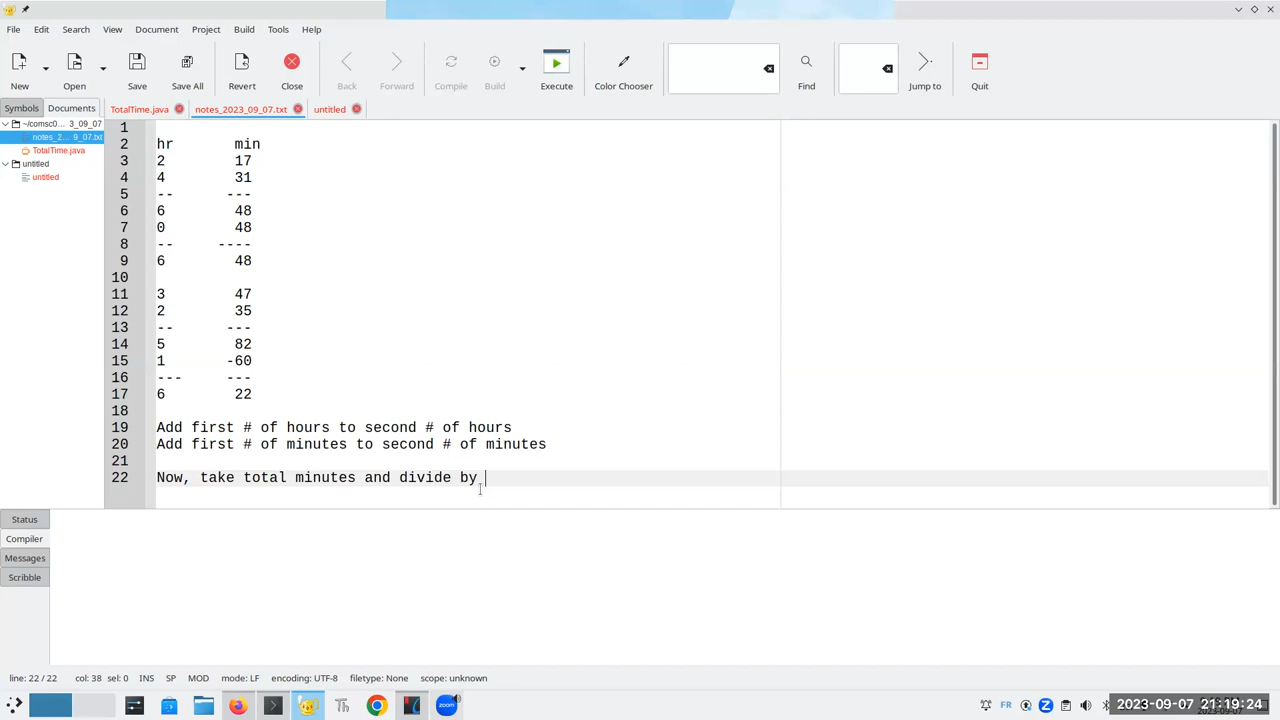 File Edit Search View Document Project Build Tools Help
New Open Save Save All Revert Close Back Forward Compile Build Execute Color Chooser Find Jump to Quit
Symbols Documents TotalTime.java notes_2023_09_07.txt untitled
~/comsc0... 3_09_07
notes_2... 9_07.txt
TotalTime.java
untitled
untitled
1
2 hr min
3 2 17
4 4 31
5 -- ---
6 6 48
7 0 48
8 -- ----
9 6 48
10
11 3 47
12 2 35
13 -- ---
14 5 82
15 1 -60
16 --- ---
17 6 22
18
19 Add first # of hours to second # of hours
20 Add first # of minutes to second # of minutes
21
22 Now, take total minutes and divide by
Status
Compiler
Messages
Scribble
line: 22 / 22 col: 38 sel: 0 INS SP MOD mode: LF encoding: UTF-8 filetype: None scope: unknown
Th zoom FR Z 2023-09-07 21:19:24